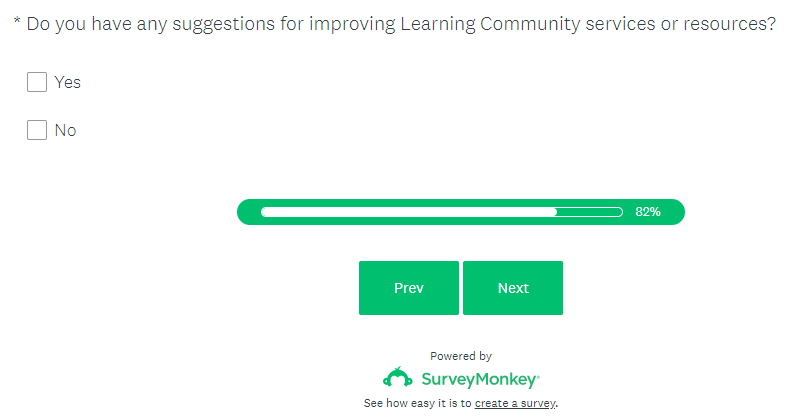 * Do you have any suggestions for improving Learning Community services or resources?
Yes
No
82%
Prev
Next
Powered by
SurveyMonkey
See how easy it is to create a survey.